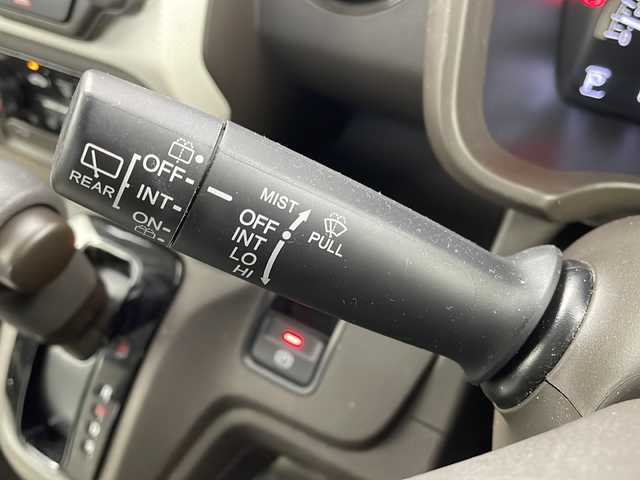 REAR
OFF
INT
ON
MIST
OFF
INT
LO
HI
PULL